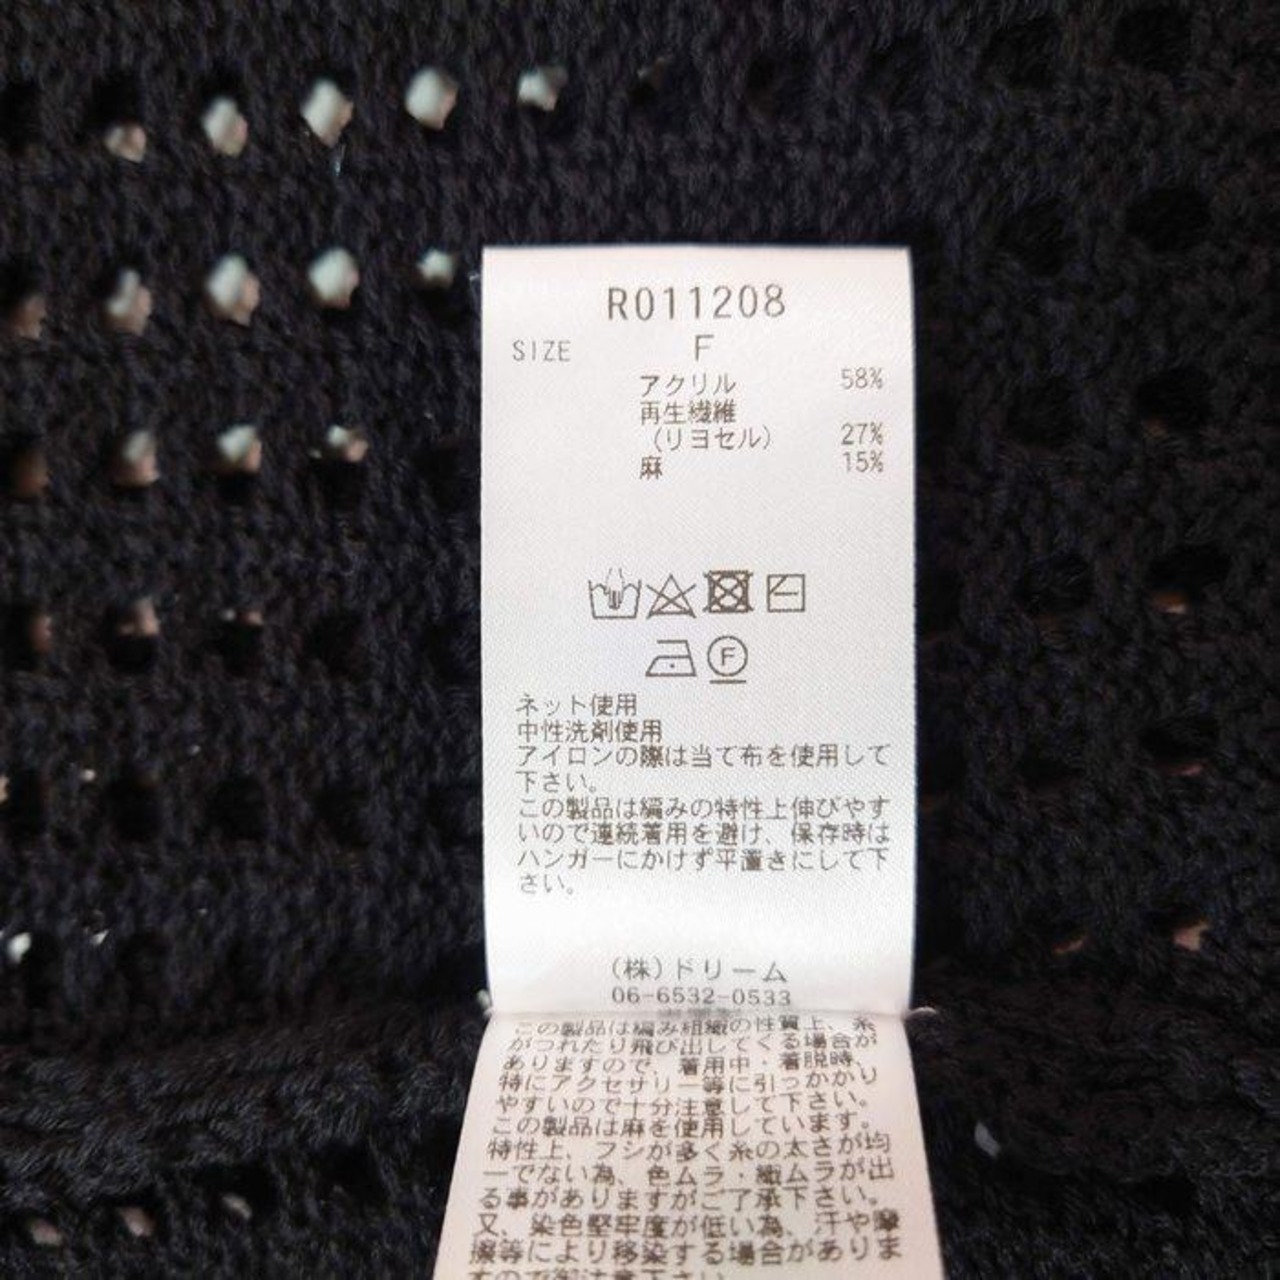 R011208
SIZE F
アクリル 58%
再生繊維
（リヨセル） 27%
麻 15%
F
ネット使用
中性洗剤使用
アイロンの際は当て布を使用して
下さい。
この製品は編みの特性上伸びやす
いので連続着用を避け、保存時は
ハンガーにかけず平置きにして下
さい。
(株)ドリーム
06-6532-0533
この製品は編み組織の性質上、糸
がつれたり飛び出してくる場合が
ありますので、着用中・着脱時、
特にアクセサリー等に引っかかり
やすいので十分注意して下さい。
この製品は麻を使用しています。
特性上、フシが多く糸の太さが均
一でない為、色ムラ・織ムラが出
る事がありますがご了承下さい。
又、染色堅牢度が低い為、汗や摩
擦等により移染する場合がありま
すので御注意下さい。